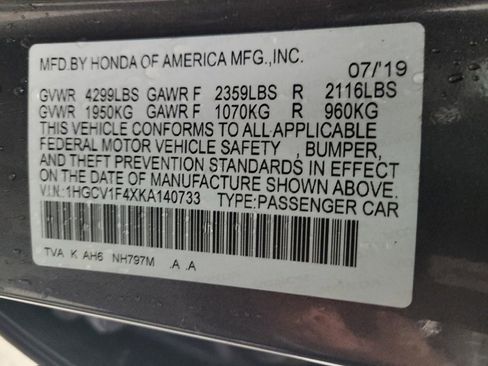 MFD.BY HONDA OF AMERICA MFG.,INC. 07/'19
GVWR 4299LBS GAWR F 2359LBS R 2116LBS
GVWR 1950KG GAWR F 1070KG R 960KG
THIS VEHICLE CONFORMS TO ALL APPLICABLE
FEDERAL MOTOR VEHICLE SAFETY , BUMPER,
AND THEFT PREVENTION STANDARDS IN EFFECT
ON THE DATE OF MANUFACTURE SHOWN ABOVE.
V.I.N.:1HGCV1F4XKA140733 TYPE:PASSENGER CAR
TVA K AH6 NH797M .A .A